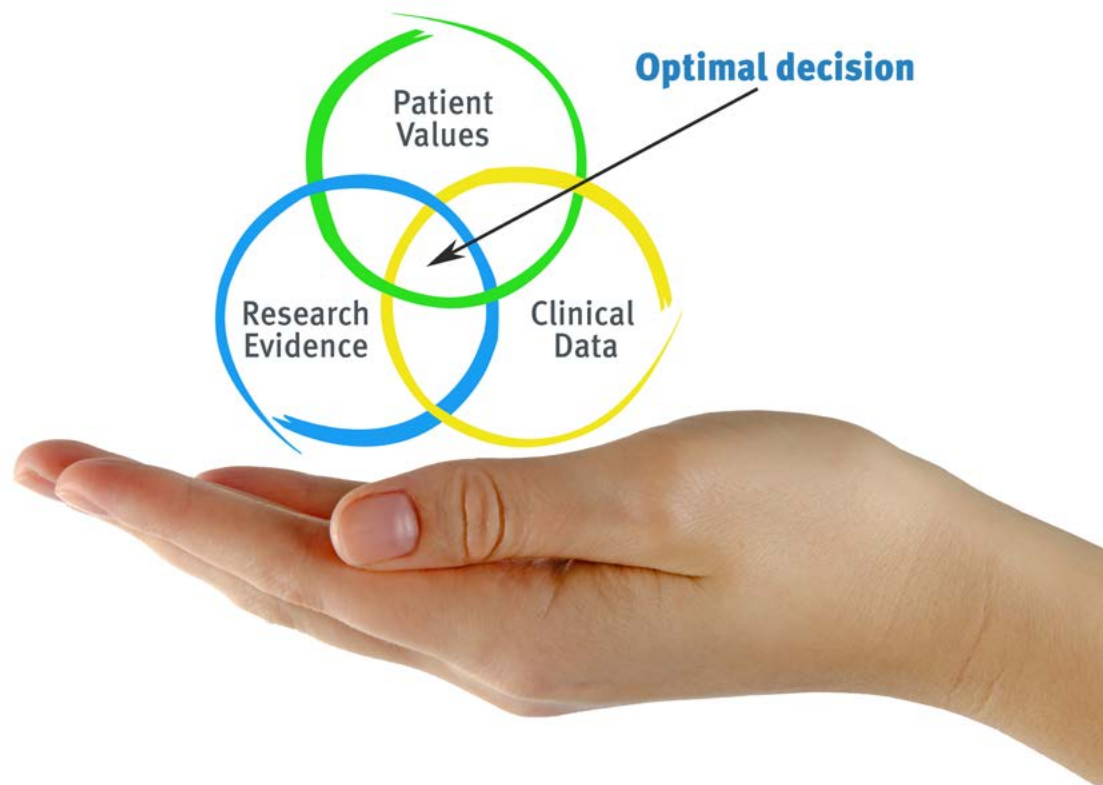 Optimal decision
Patient
Values
Research
Evidence
Clinical
Data